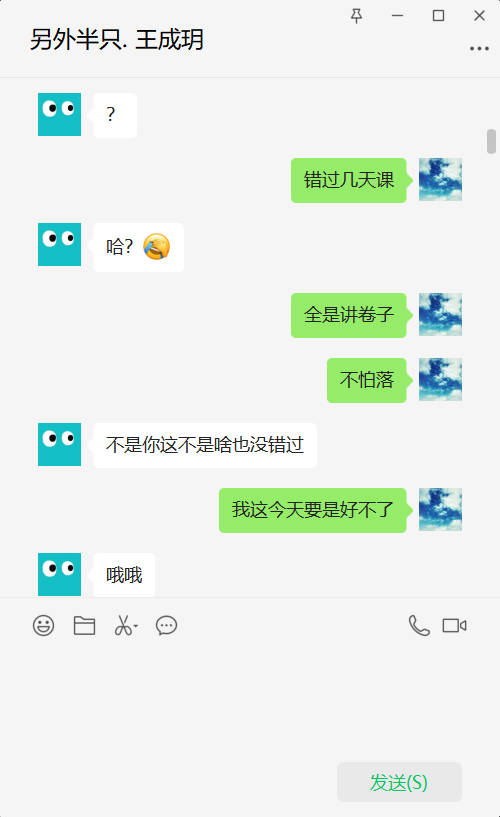 另外半只. 王成玥
？
错过几天课
哈？
全是讲卷子
不怕落
不是你这不是啥也没错过
我这今天要是好不了
哦哦
发送(S)